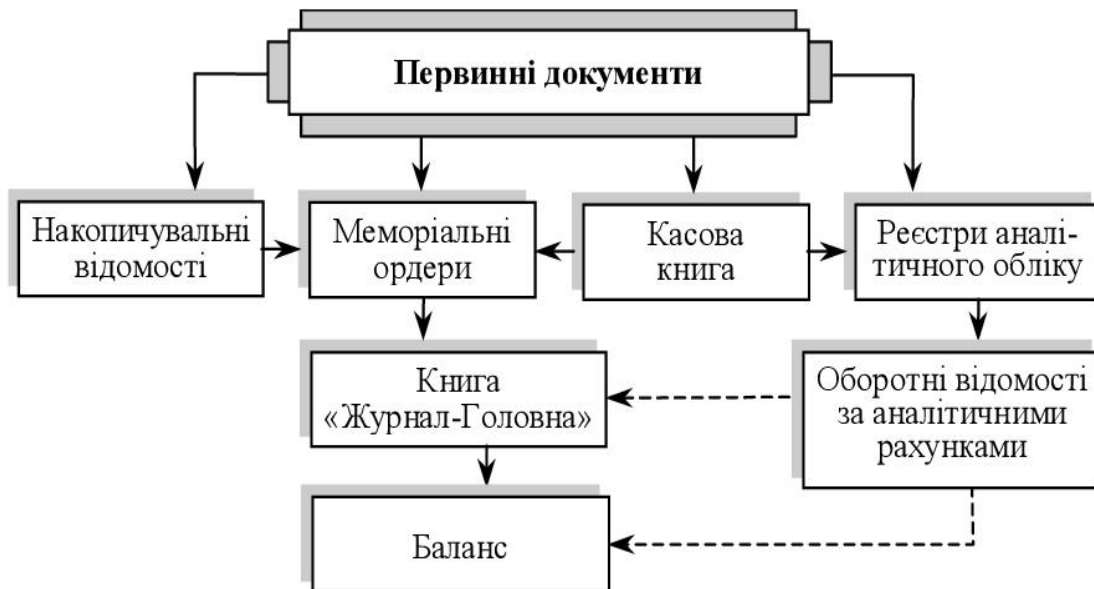 Первинні документи
Накопичувальні
відомості
Меморіальні
ордери
Касова
книга
Реєстри аналі-
тичного обліку
Книга
«Журнал-Головна»
Оборотні відомості
за аналітичними
рахунками
Баланс